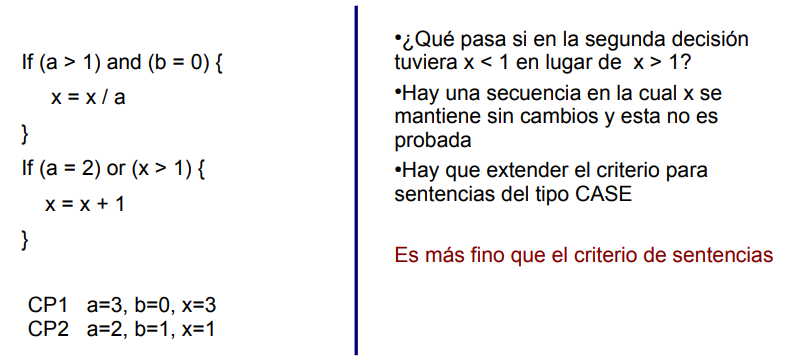 If (a > 1) and (b = 0) {
x = x / a
}
If (a = 2) or (x > 1) {
x = x + 1
}
CP1 a=3, b=0, x=3
CP2 a=2, b=1, x=1
•¿Qué pasa si en la segunda decisión
tuviera x < 1 en lugar de x > 1?
•Hay una secuencia en la cual x se
mantiene sin cambios y esta no es
probada
•Hay que extender el criterio para
sentencias del tipo CASE
Es más fino que el criterio de sentencias